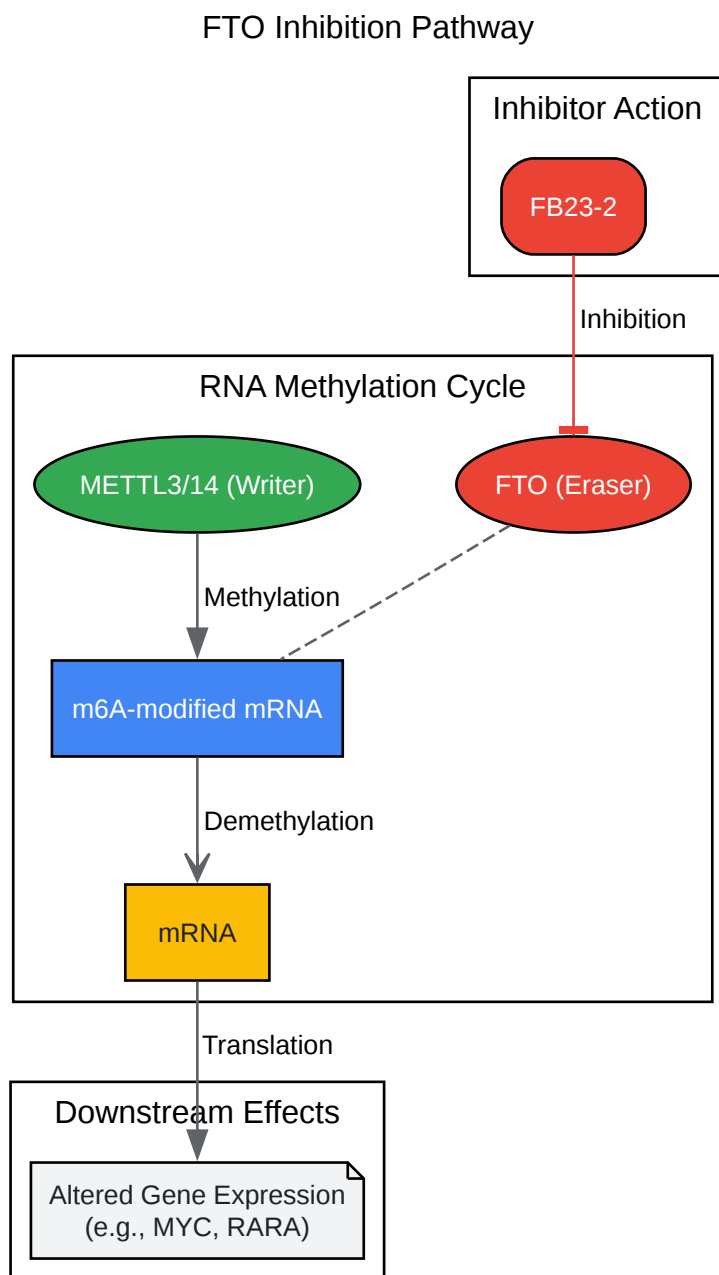 FTO Inhibition Pathway
Inhibitor Action
FB23-2
Inhibition
RNA Methylation Cycle
METTL3/14 (Writer)
FTO (Eraser)
Methylation
m6A-modified mRNA
Demethylation
mRNA
Translation
Downstream Effects
Altered Gene Expression
(e.g., MYC, RARA)